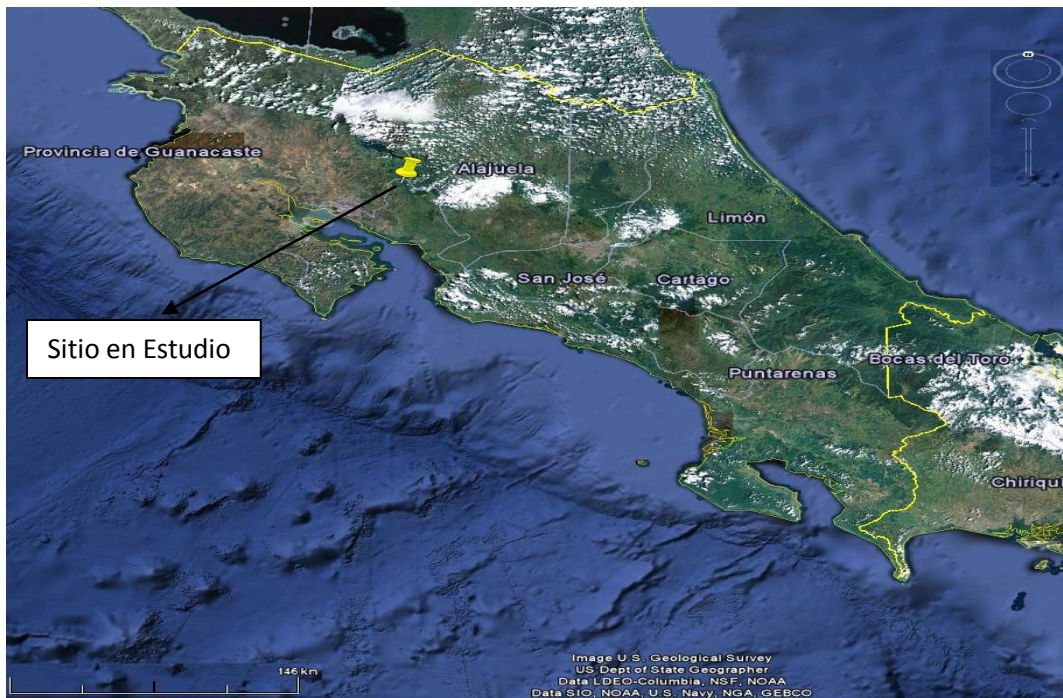 Provincia de Guanacaste
Alajuela
Limón
San José
Cartago
Sitio en Estudio
Bocas del Toro
Puntarenas
Chiriquí
146 km
Image U.S. Geological Survey
US Dept of State Geographer
Data LDEO-Columbia, NSF, NOAA
Data SIO, NOAA, U.S. Navy, NGA, GEBCO